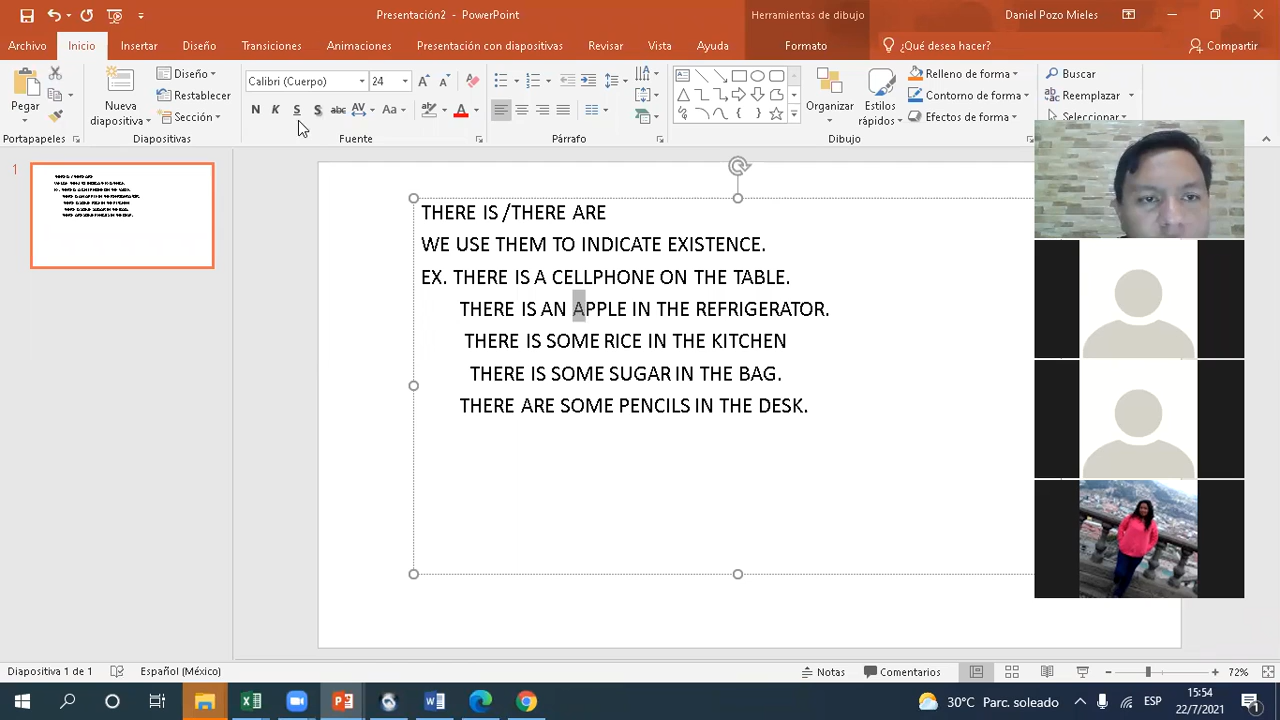 Presentación2 - PowerPoint
Herramientas de dibujo
Daniel Pozo Mieles
Archivo Inicio Insertar Diseño Transiciones Animaciones Presentación con diapositivas Revisar Vista Ayuda Formato ¿Qué desea hacer? Compartir
Pegar
Nueva diapositiva
Diseño
Restablecer
Sección
Calibri (Cuerpo) 24
N K S S abc AV Aa A
Organizar
Estilos rápidos
Relleno de forma
Contorno de forma
Efectos de forma
Buscar
Reemplazar
Seleccionar
Portapapeles Diapositivas Fuente Párrafo Dibujo
1
THERE IS /THERE ARE
WE USE THEM TO INDICATE EXISTENCE.
EX. THERE IS A CELLPHONE ON THE TABLE.
THERE IS AN APPLE IN THE REFRIGERATOR.
THERE IS SOME RICE IN THE KITCHEN
THERE IS SOME SUGAR IN THE BAG.
THERE ARE SOME PENCILS IN THE DESK.
Diapositiva 1 de 1 Español (México) Notas Comentarios 72%
30°C Parc. soleado ESP
15:54
22/7/2021